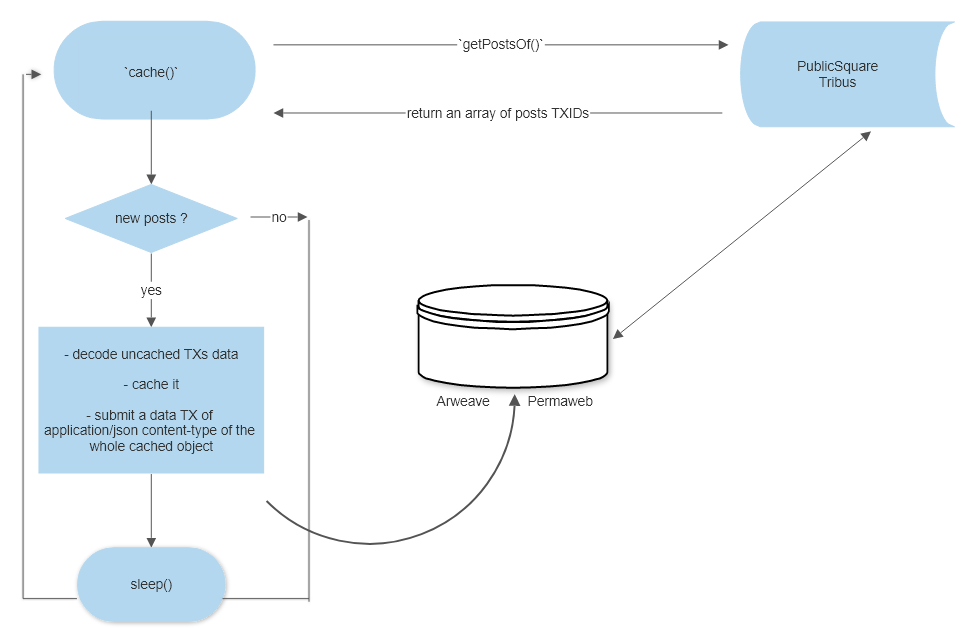 `getPostsOf()`
PublicSquare
Tribus
`cache()`
return an array of posts TXIDs
new posts ?
no
yes
- decode uncached TXs data
- cache it
- submit a data TX of
application/json content-type of the
whole cached object
Arweave Permaweb
sleep()